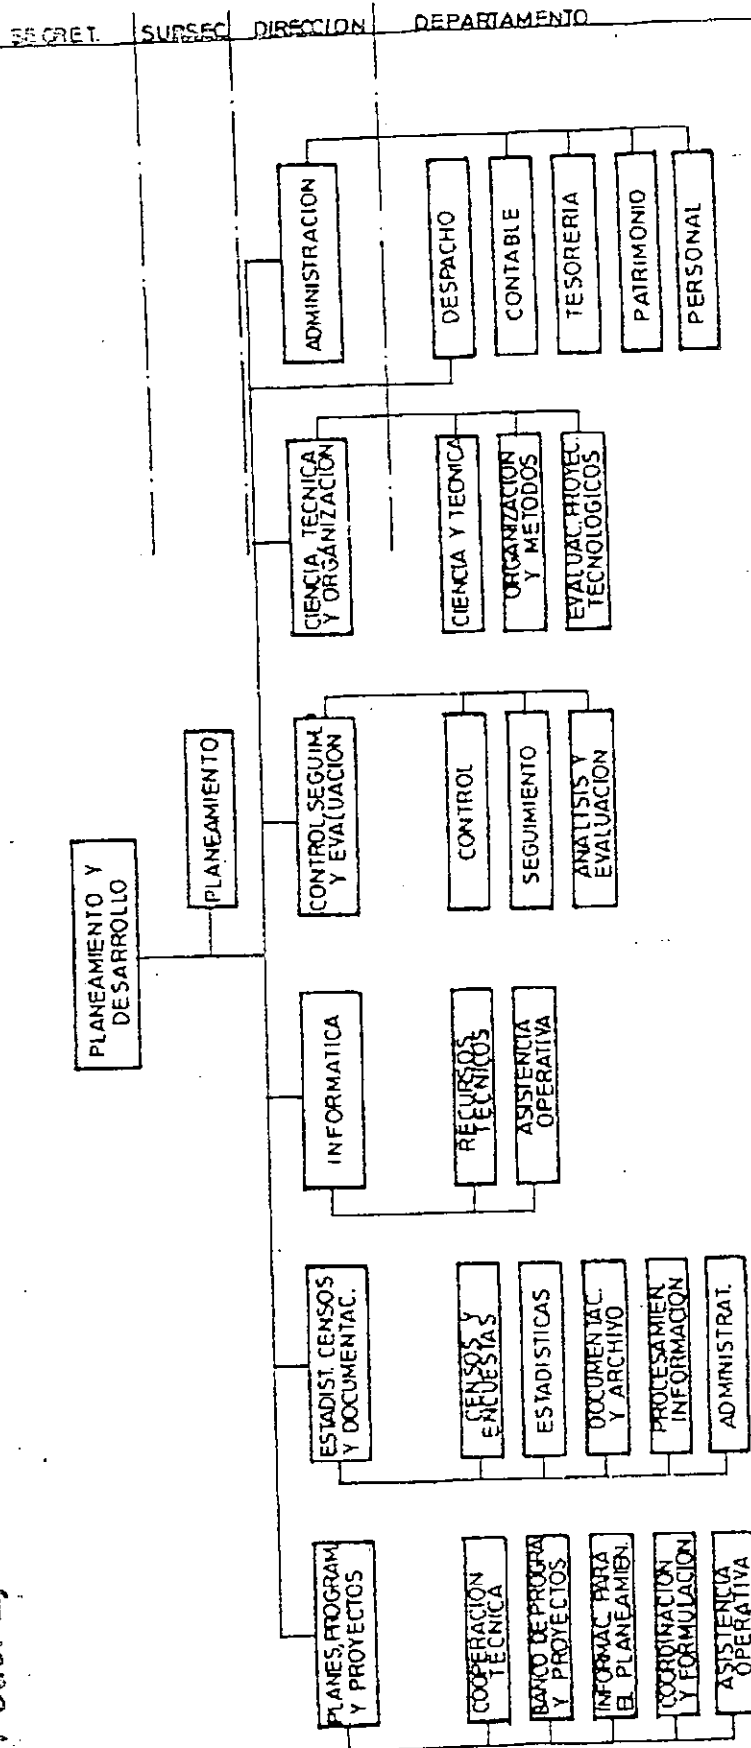 SECRET.
SUBSEC
DIRECCION
DEPARTAMENTO
PLANEAMIENTO Y
DESARROLLO
PLANEAMIENTO
PLANES, PROGRAM
Y PROYECTOS
ESTADIST. CENSOS
Y DOCUMENTAC.
INFORMATICA
CONTROL, SEGUIM.
Y EVALUACION
CIENCIA, TECNICA
Y ORGANIZACION
ADMINISTRACION
COOPERACION
TECNICA
BANCO DE PROGRA
Y PROYECTOS
INFORMAC. PARA
EL PLANEAMIEN.
COORDINACION
Y FORMULACION
ASISTENCIA
OPERATIVA
CENSOS Y
ENCUESTAS
ESTADISTICAS
DOCUMENTAC.
Y ARCHIVO
PROCESAMIEN.
INFORMACION
ADMINISTRAT.
RECURSOS
TECNICOS
ASISTENCIA
OPERATIVA
CONTROL
SEGUIMIENTO
ANALISIS Y
EVALUACION
CIENCIA Y TECNICA
ORGANIZACION
Y METODOS
EVALUAC. PROYEC.
TECNOLOGICOS
DESPACHO
CONTABLE
TESORERIA
PATRIMONIO
PERSONAL